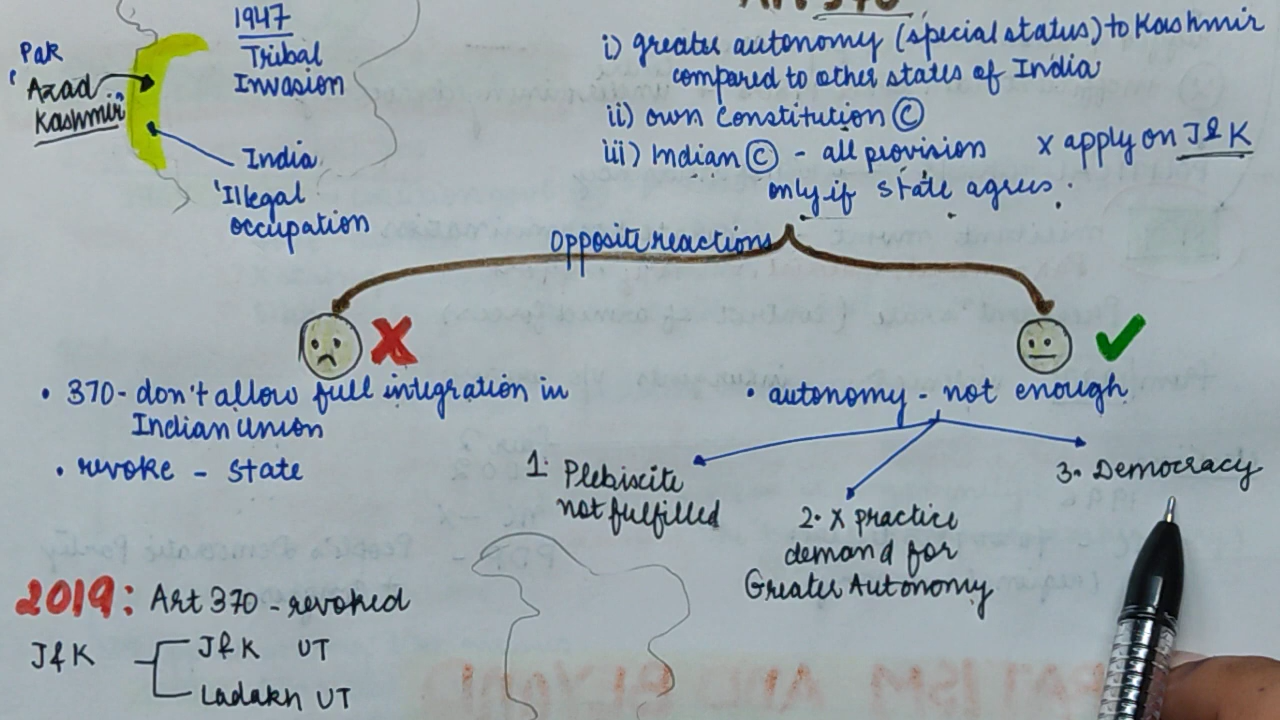 1947
Tribal
Invasion
Pak
'Azad
Kashmir'
India
'Illegal
occupation
i) greater autonomy (special status) to Kashmir
compared to other states of India
ii) own constitution ©
iii) Indian © - all provision x apply on J&K
only if state agrees.
opposite reactions
• 370 - don't allow full integration in
Indian Union
• revoke - state
• autonomy - not enough
1. Plebiscite
not fulfilled
2. x practice
demand for
Greater Autonomy
3. Democracy
2019: Art 370 - revoked
J&K
J&K UT
Ladakh UT